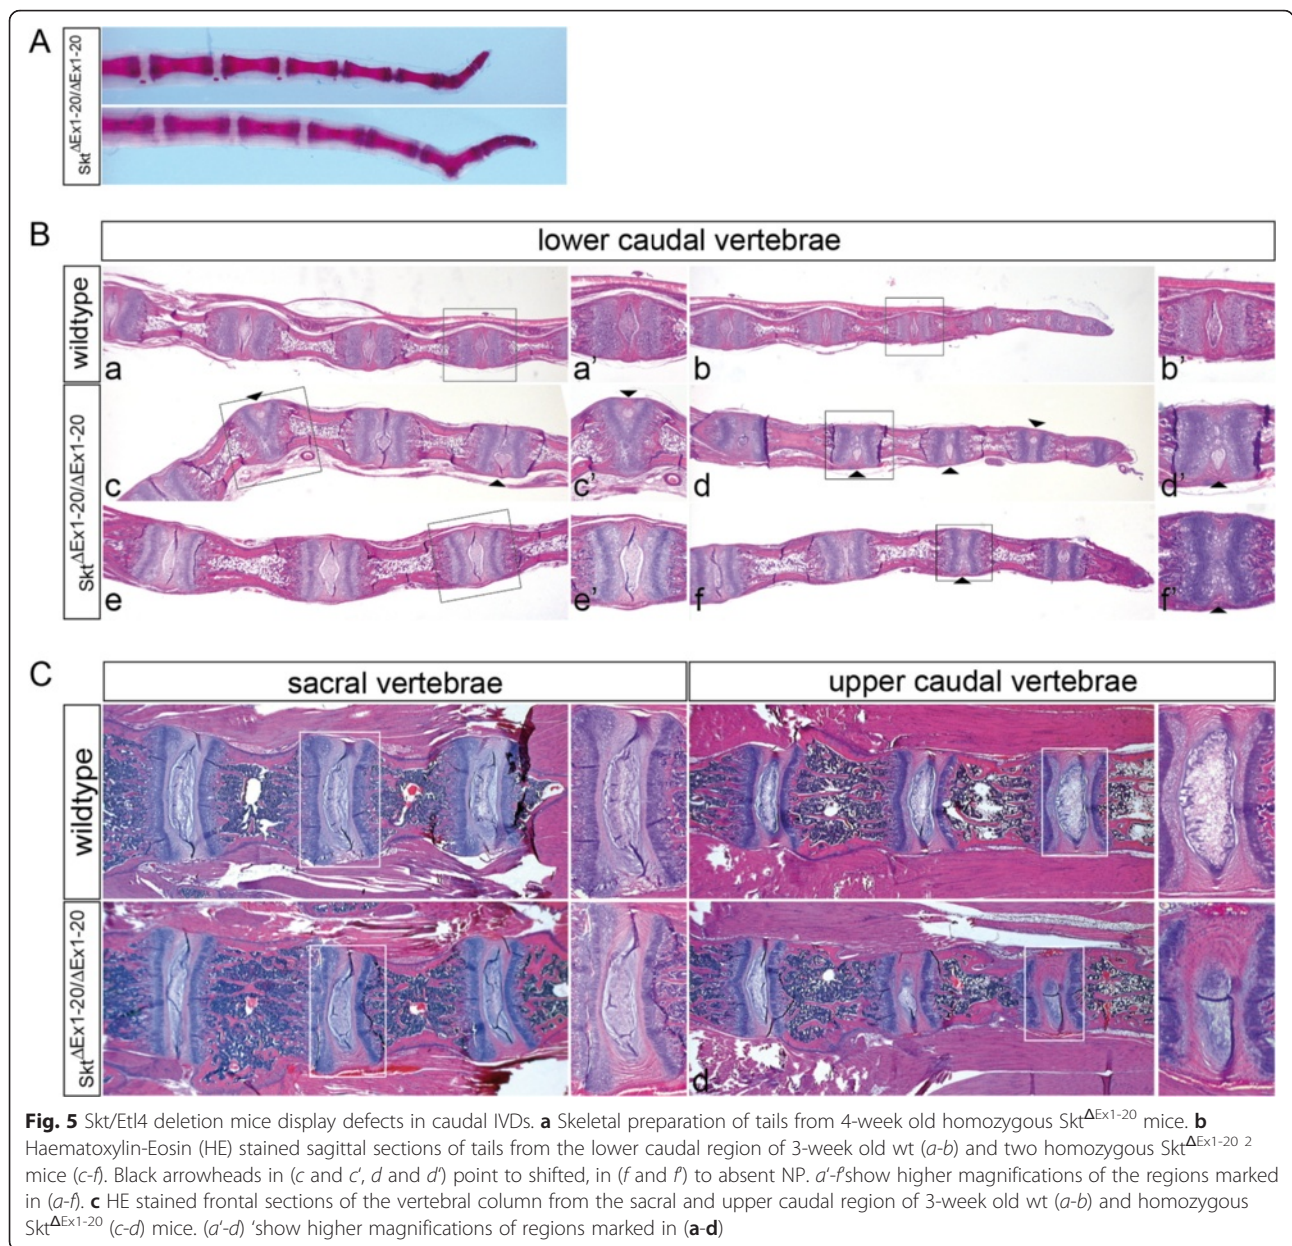 A
Skt^ΔEx1-20/ΔEx1-20
B
lower caudal vertebrae
wildtype
a
a'
b
b'
Skt^ΔEx1-20/ΔEx1-20
c
c'
d
d'
e
e'
f
f'
C
sacral vertebrae
upper caudal vertebrae
wildtype
Skt^ΔEx1-20/ΔEx1-20
d
Fig. 5 Skt/Etl4 deletion mice display defects in caudal IVDs. a Skeletal preparation of tails from 4-week old homozygous Skt^ΔEx1-20 mice. b
Haematoxylin-Eosin (HE) stained sagittal sections of tails from the lower caudal region of 3-week old wt (a-b) and two homozygous Skt^ΔEx1-20 2
mice (c-f). Black arrowheads in (c and c', d and d') point to shifted, in (f and f') to absent NP. a'-f'show higher magnifications of the regions marked
in (a-f). c HE stained frontal sections of the vertebral column from the sacral and upper caudal region of 3-week old wt (a-b) and homozygous
Skt^ΔEx1-20 (c-d) mice. (a'-d) 'show higher magnifications of regions marked in (a-d)